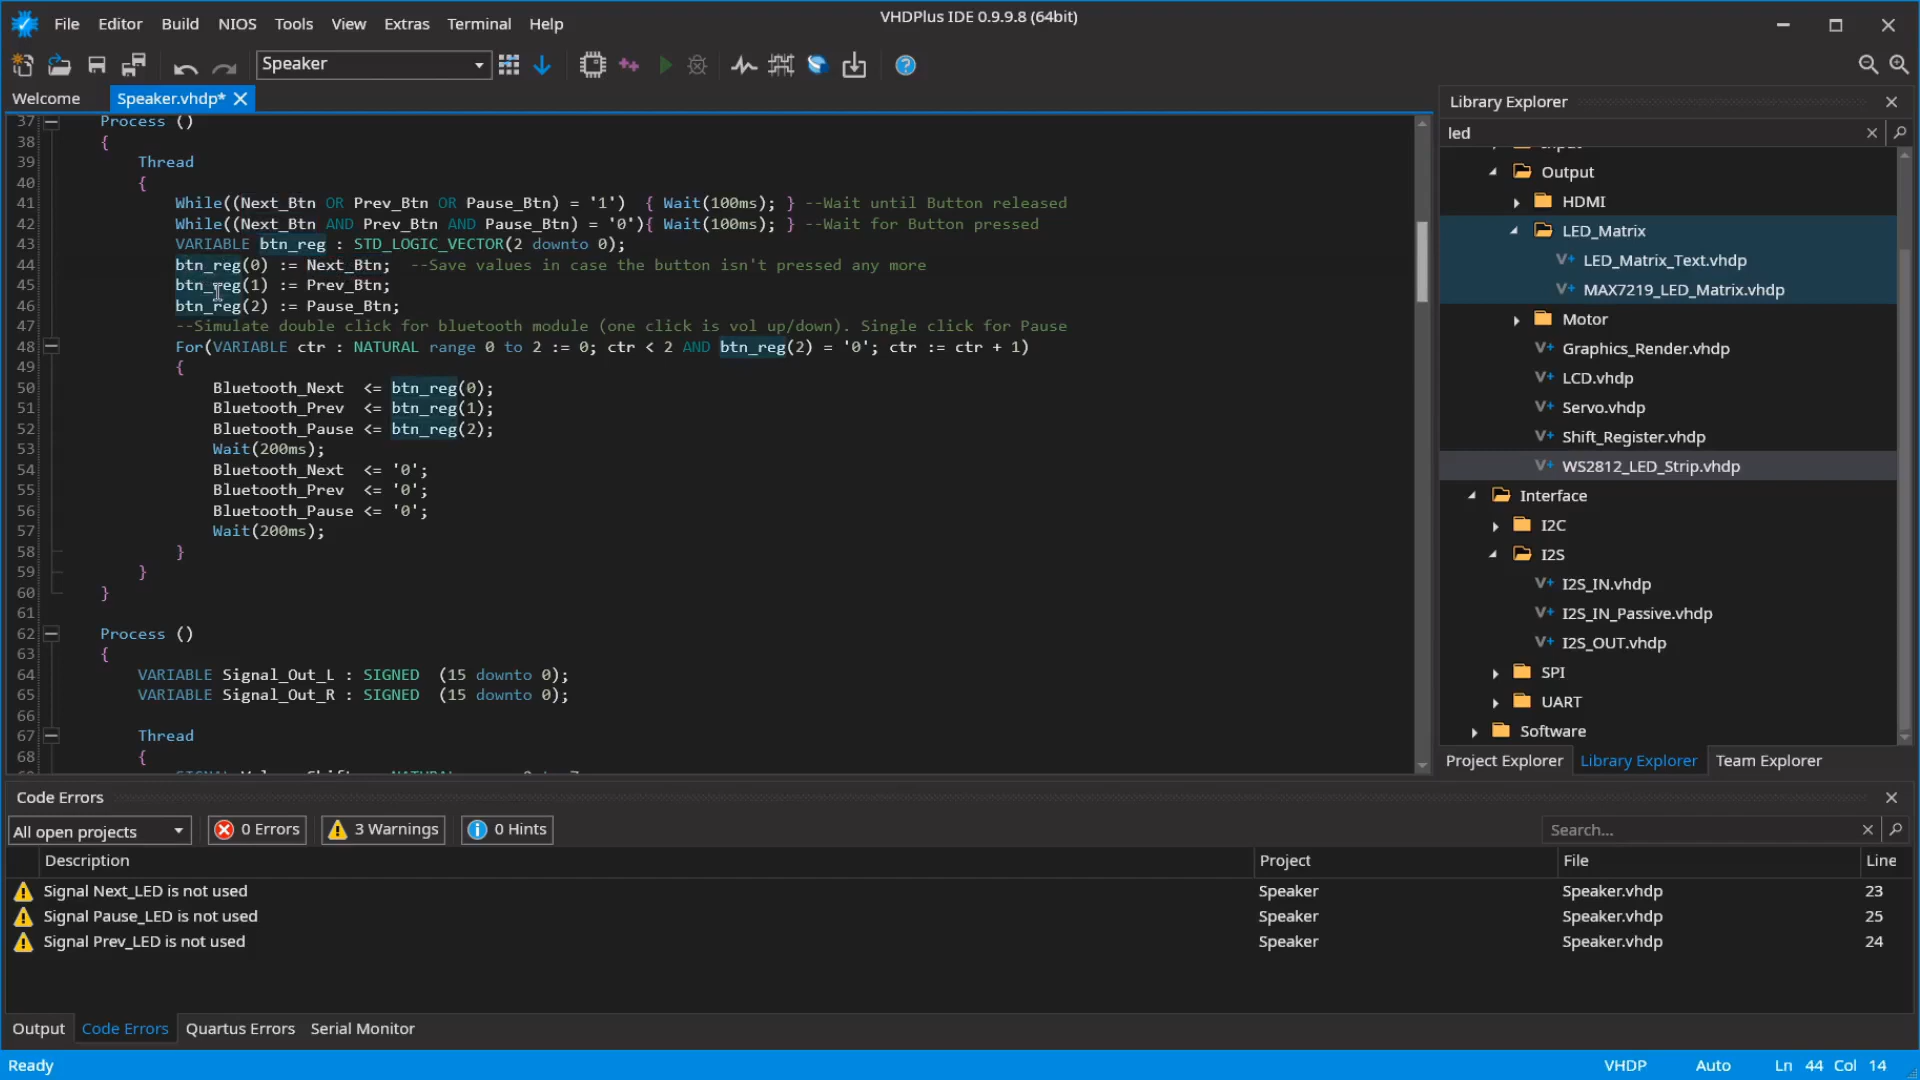 File Editor Build NIOS Tools View Extras Terminal Help
VHDPlus IDE 0.9.9.8 (64bit)
Speaker
Welcome
Speaker.vhdp*
37 Process ()
38 {
39 Thread
40 {
41 While((Next_Btn OR Prev_Btn OR Pause_Btn) = '1') { Wait(100ms); } --Wait until Button released
42 While((Next_Btn AND Prev_Btn AND Pause_Btn) = '0'){ Wait(100ms); } --Wait for Button pressed
43 VARIABLE btn_reg : STD_LOGIC_VECTOR(2 downto 0);
44 btn_reg(0) := Next_Btn; --Save values in case the button isn't pressed any more
45 btn_reg(1) := Prev_Btn;
46 btn_reg(2) := Pause_Btn;
47 --Simulate double click for bluetooth module (one click is vol up/down). Single click for Pause
48 For(VARIABLE ctr : NATURAL range 0 to 2 := 0; ctr < 2 AND btn_reg(2) = '0'; ctr := ctr + 1)
49 {
50 Bluetooth_Next <= btn_reg(0);
51 Bluetooth_Prev <= btn_reg(1);
52 Bluetooth_Pause <= btn_reg(2);
53 Wait(200ms);
54 Bluetooth_Next <= '0';
55 Bluetooth_Prev <= '0';
56 Bluetooth_Pause <= '0';
57 Wait(200ms);
58 }
59 }
60 }
61
62 Process ()
63 {
64 VARIABLE Signal_Out_L : SIGNED (15 downto 0);
65 VARIABLE Signal_Out_R : SIGNED (15 downto 0);
66
67 Thread
68 {
Library Explorer
led
Output
HDMI
LED_Matrix
LED_Matrix_Text.vhdp
MAX7219_LED_Matrix.vhdp
Motor
Graphics_Render.vhdp
LCD.vhdp
Servo.vhdp
Shift_Register.vhdp
WS2812_LED_Strip.vhdp
Interface
I2C
I2S
I2S_IN.vhdp
I2S_IN_Passive.vhdp
I2S_OUT.vhdp
SPI
UART
Software
Project Explorer Library Explorer Team Explorer
Code Errors
All open projects 0 Errors 3 Warnings 0 Hints Search...
Description Project File Line
Signal Next_LED is not used Speaker Speaker.vhdp 23
Signal Pause_LED is not used Speaker Speaker.vhdp 25
Signal Prev_LED is not used Speaker Speaker.vhdp 24
Output Code Errors Quartus Errors Serial Monitor
Ready VHDP Auto Ln 44 Col 14